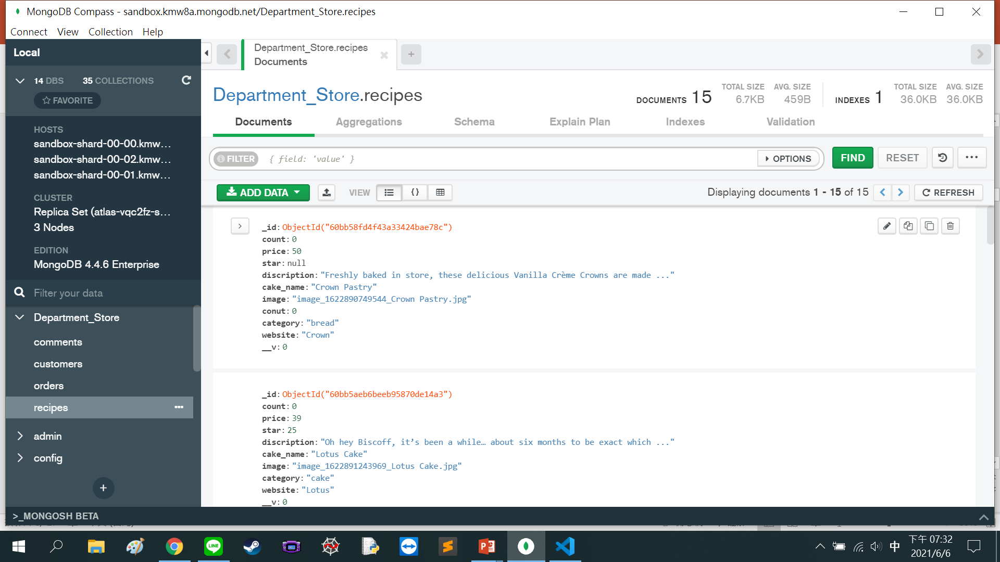 MongoDB Compass - sandbox.kmw8a.mongodb.net/Department_Store.recipes
Connect View Collection Help
Local
14 DBS 35 COLLECTIONS
FAVORITE
HOSTS
sandbox-shard-00-00.kmw...
sandbox-shard-00-02.kmw...
sandbox-shard-00-01.kmw...
CLUSTER
Replica Set (atlas-vqc2fz-s...
3 Nodes
EDITION
MongoDB 4.4.6 Enterprise
Filter your data
Department_Store
comments
customers
orders
recipes
admin
config
+
>_MONGOSH BETA
Department_Store.recipes
Documents
+
Department_Store.recipes
DOCUMENTS 15 TOTAL SIZE 6.7KB AVG. SIZE 459B INDEXES 1 TOTAL SIZE 36.0KB AVG. SIZE 36.0KB
Documents Aggregations Schema Explain Plan Indexes Validation
FILTER { field: 'value' } OPTIONS FIND RESET
ADD DATA VIEW {} Displaying documents 1 - 15 of 15 REFRESH
_id: ObjectId("60bb58fd4f43a33424bae78c")
count: 0
price: 50
star: null
discription: "Freshly baked in store, these delicious Vanilla Crème Crowns are made ..."
cake_name: "Crown Pastry"
image: "image_1622890749544_Crown Pastry.jpg"
conut: 0
category: "bread"
website: "Crown"
__v: 0
_id: ObjectId("60bb5aeb6beeb95870de14a3")
count: 0
price: 39
star: 25
discription: "Oh hey Biscoff, it’s been a while… about six months to be exact which ..."
cake_name: "Lotus Cake"
image: "image_1622891243969_Lotus Cake.jpg"
category: "cake"
website: "Lotus"
__v: 0
LINE
中
下午 07:32
2021/6/6